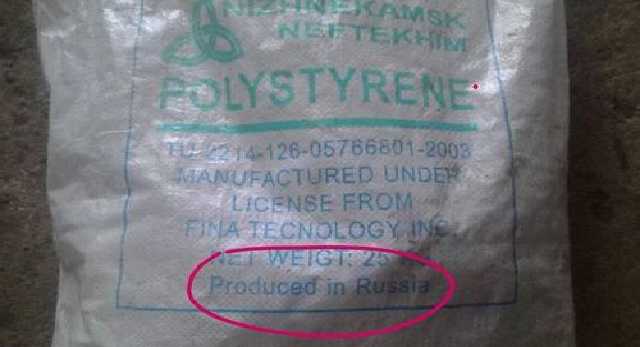 NIZHNEKAMSK
NEFTEKHIM
POLYSTYRENE
TU-2214-126-05766801-2003
MANUFACTURED UNDER
LICENSE FROM
FINA TECNOLOGY INC.
NET WEIGT: 25
Produced in Russia